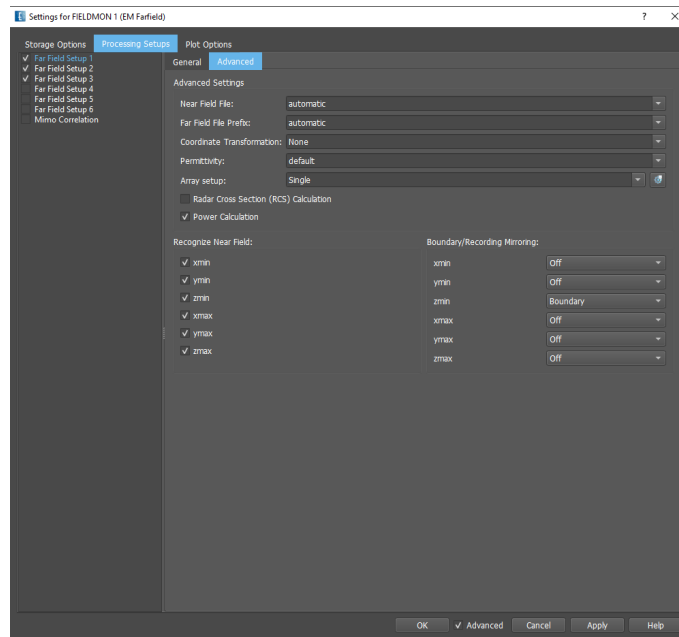 Settings for FIELDMON 1 (EM Farfield)
? X
Storage Options Processing Setups Plot Options
Far Field Setup 1
Far Field Setup 2
Far Field Setup 3
Far Field Setup 4
Far Field Setup 5
Far Field Setup 6
Mimo Correlation
General Advanced
Advanced Settings
Near Field File: automatic
Far Field File Prefix: automatic
Coordinate Transformation: None
Permittivity: default
Array setup: Single
Radar Cross Section (RCS) Calculation
Power Calculation
Recognize Near Field:
xmin
ymin
zmin
xmax
ymax
zmax
Boundary/Recording Mirroring:
xmin Off
ymin Off
zmin Boundary
xmax Off
ymax Off
zmax Off
OK Advanced Cancel Apply Help